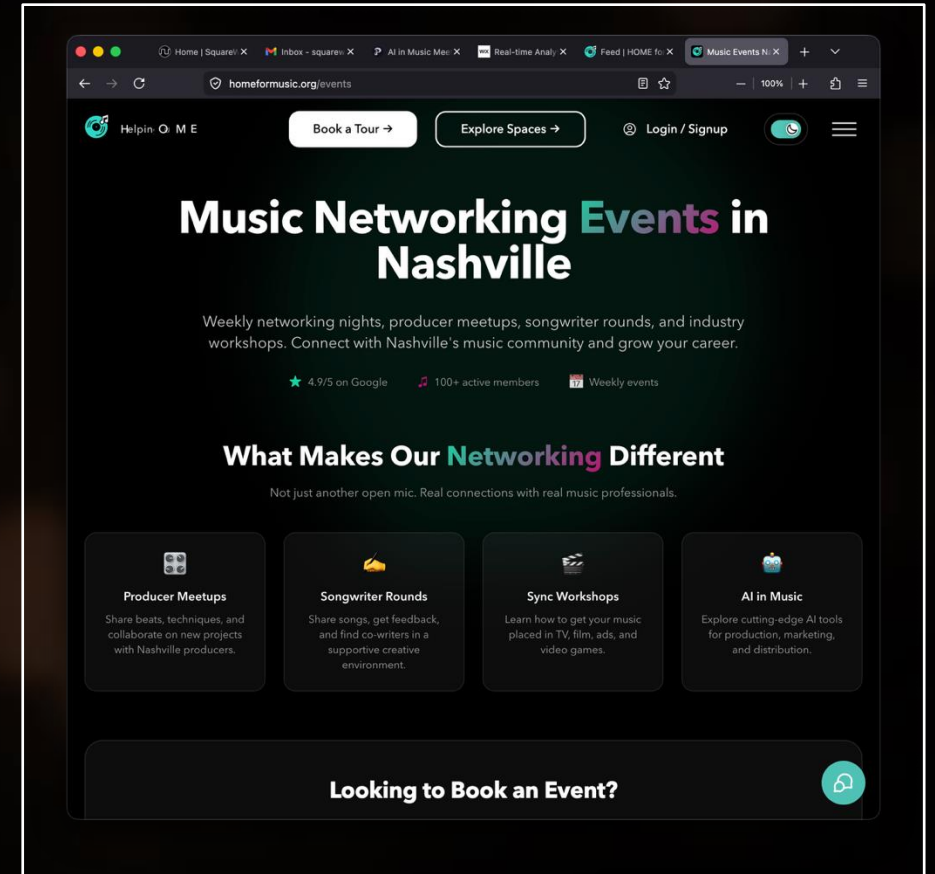 Home | SquareW
Inbox – squarew
AI in Music Mee
WX Real-time Analy
Feed | HOME fo
Music Events Na
homeformusic.org/events
100%
Helpin O M E
Book a Tour →
Explore Spaces →
Login / Signup
Music Networking Events in
Nashville
Weekly networking nights, producer meetups, songwriter rounds, and industry
workshops. Connect with Nashville's music community and grow your career.
4.9/5 on Google
100+ active members
Weekly events
What Makes Our Networking Different
Not just another open mic. Real connections with real music professionals.
Producer Meetups
Share beats, techniques, and
collaborate on new projects
with Nashville producers.
Songwriter Rounds
Share songs, get feedback,
and find co-writers in a
supportive creative
environment.
Sync Workshops
Learn how to get your music
placed in TV, film, ads, and
video games.
AI in Music
Explore cutting-edge AI tools
for production, marketing,
and distribution.
Looking to Book an Event?